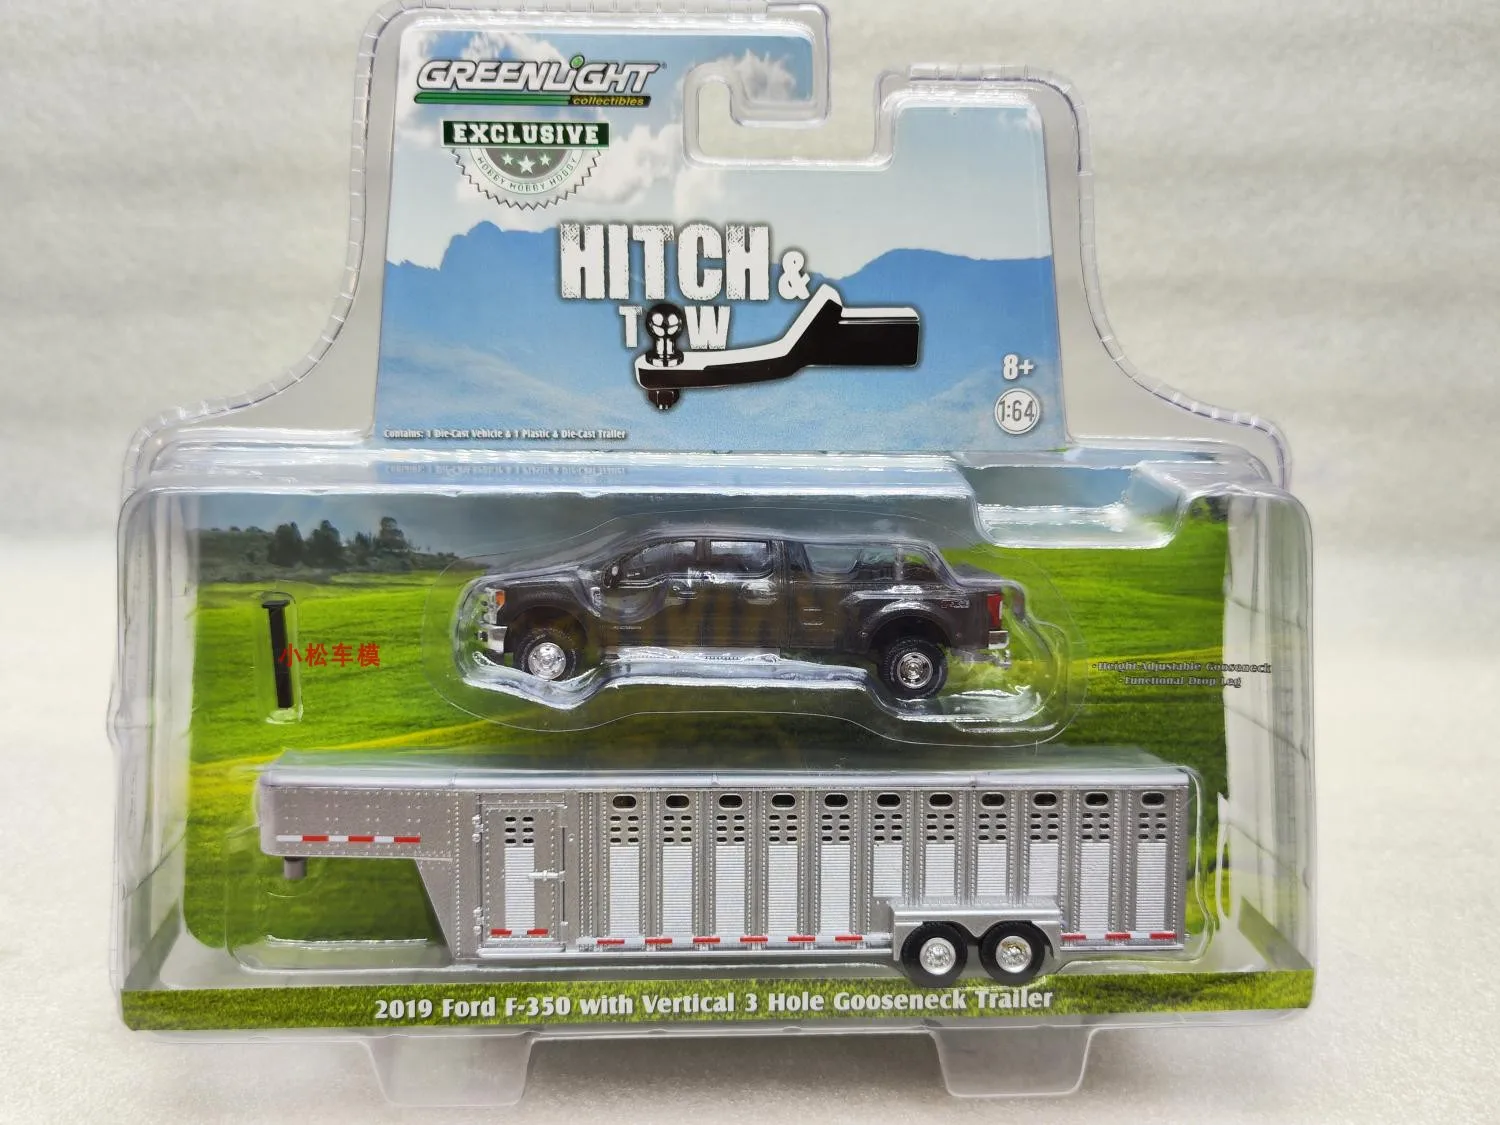 GREENLIGHT
collectibles
EXCLUSIVE
HOBBY HOBBY HOBBY
HITCH &
TOW
8+
1:64
Contains: 1 Die-Cast Vehicle & 1 Plastic & Die-Cast Trailer
小松车模
- Height-Adjustable Gooseneck
- Functional Drop Leg
2019 Ford F-350 with Vertical 3 Hole Gooseneck Trailer